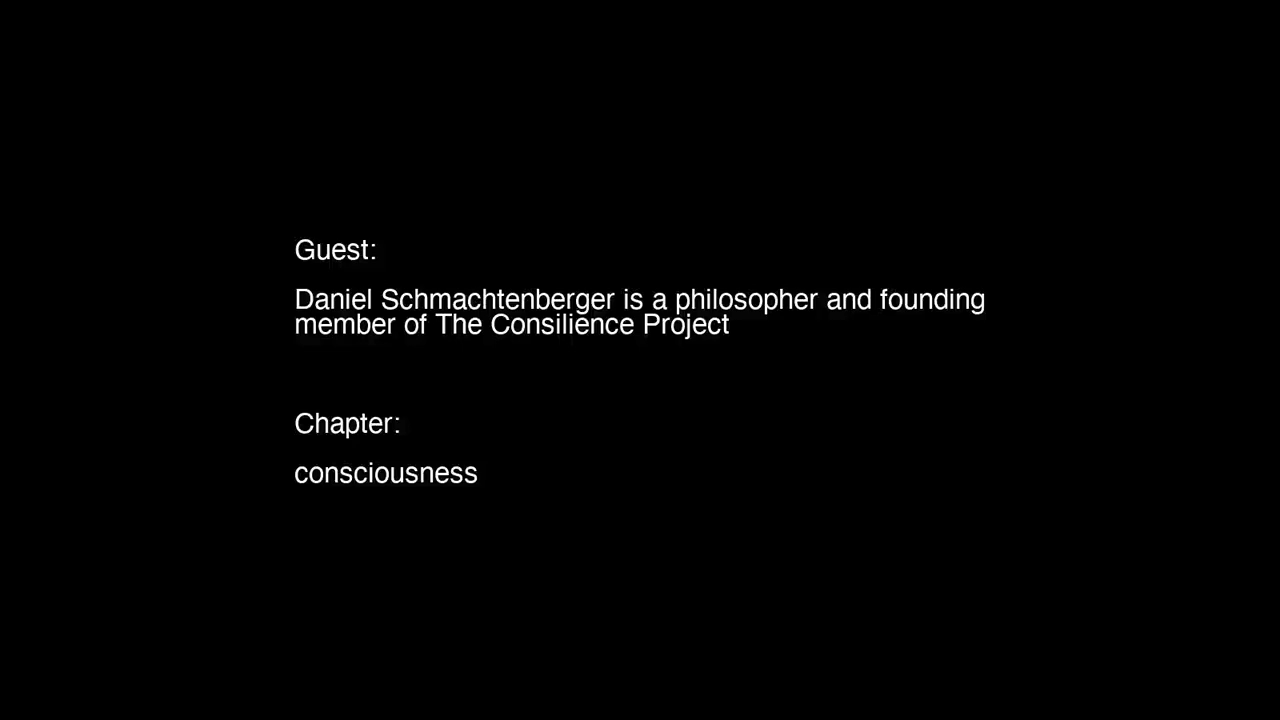 Guest:
Daniel Schmachtenberger is a philosopher and founding
member of The Consilience Project
Chapter:
consciousness